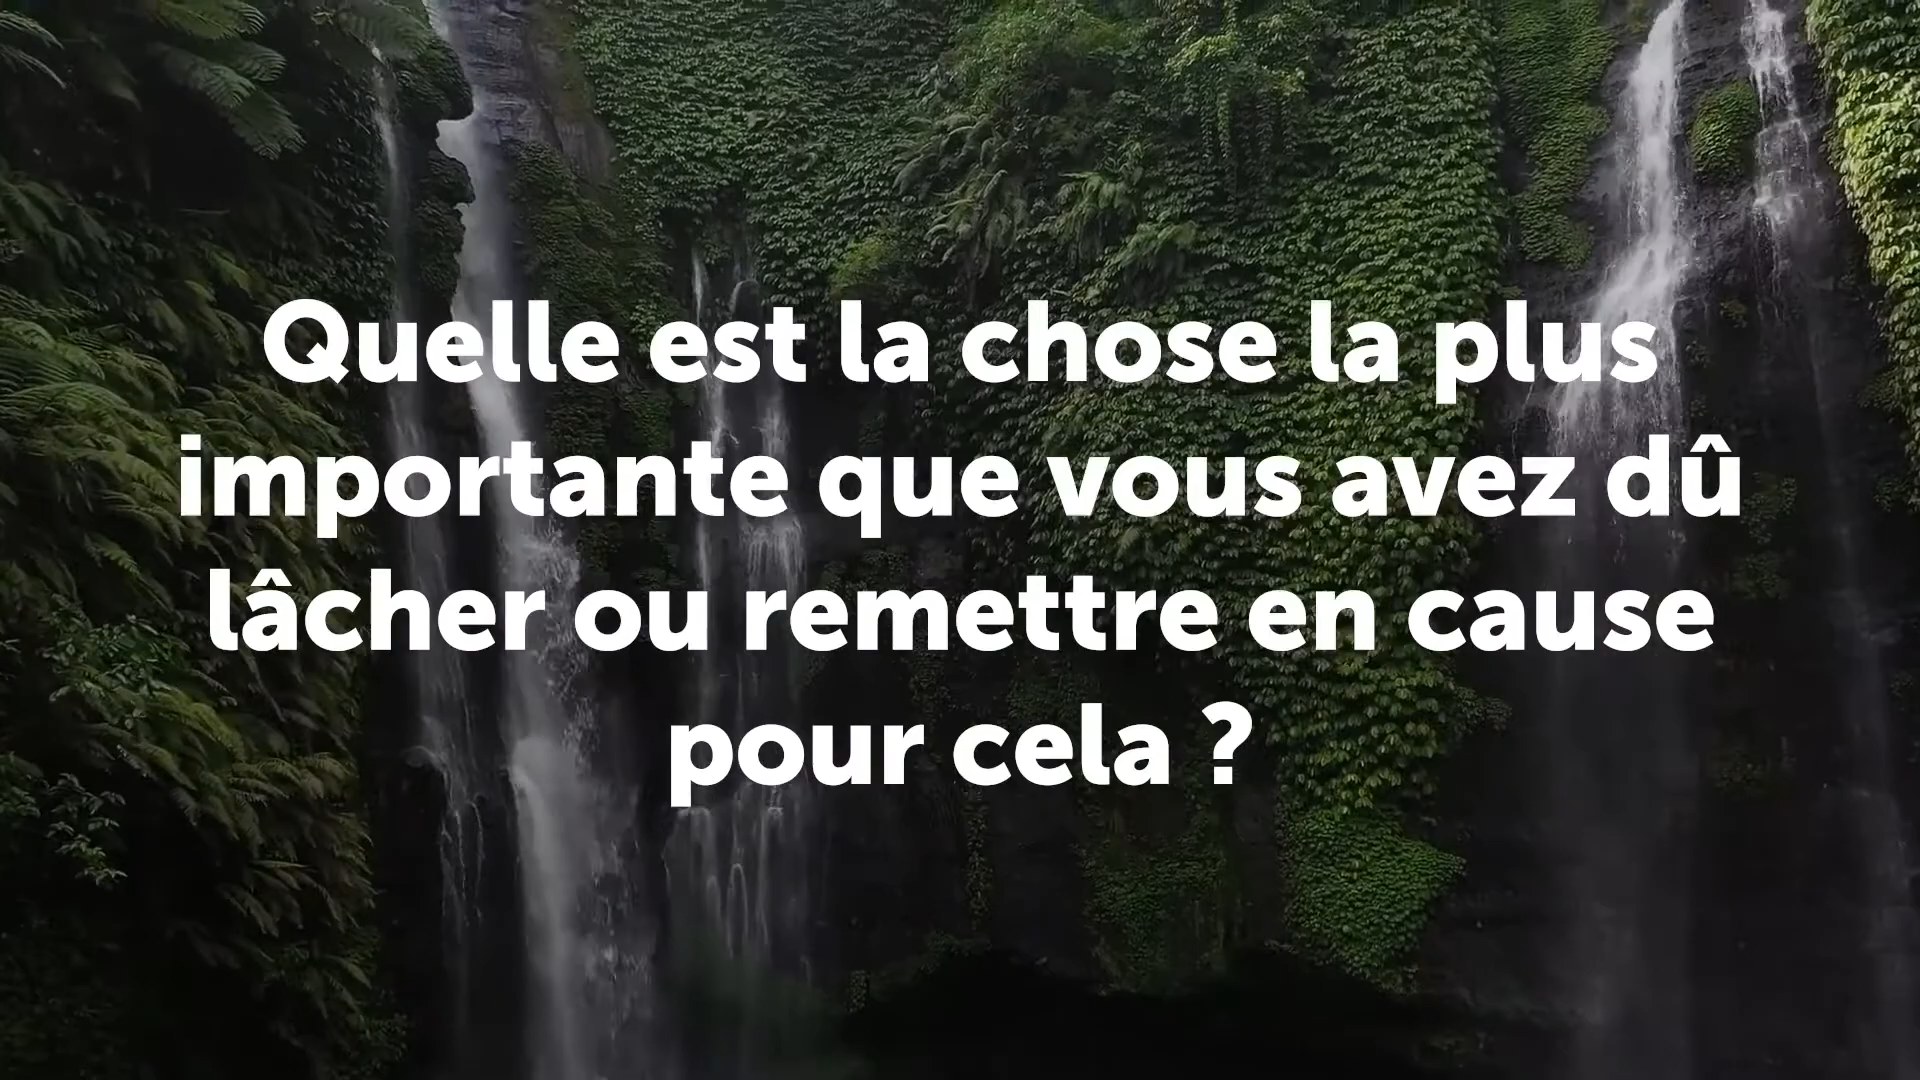 Quelle est la chose la plus
importante que vous avez dû
lâcher ou remettre en cause
pour cela ?